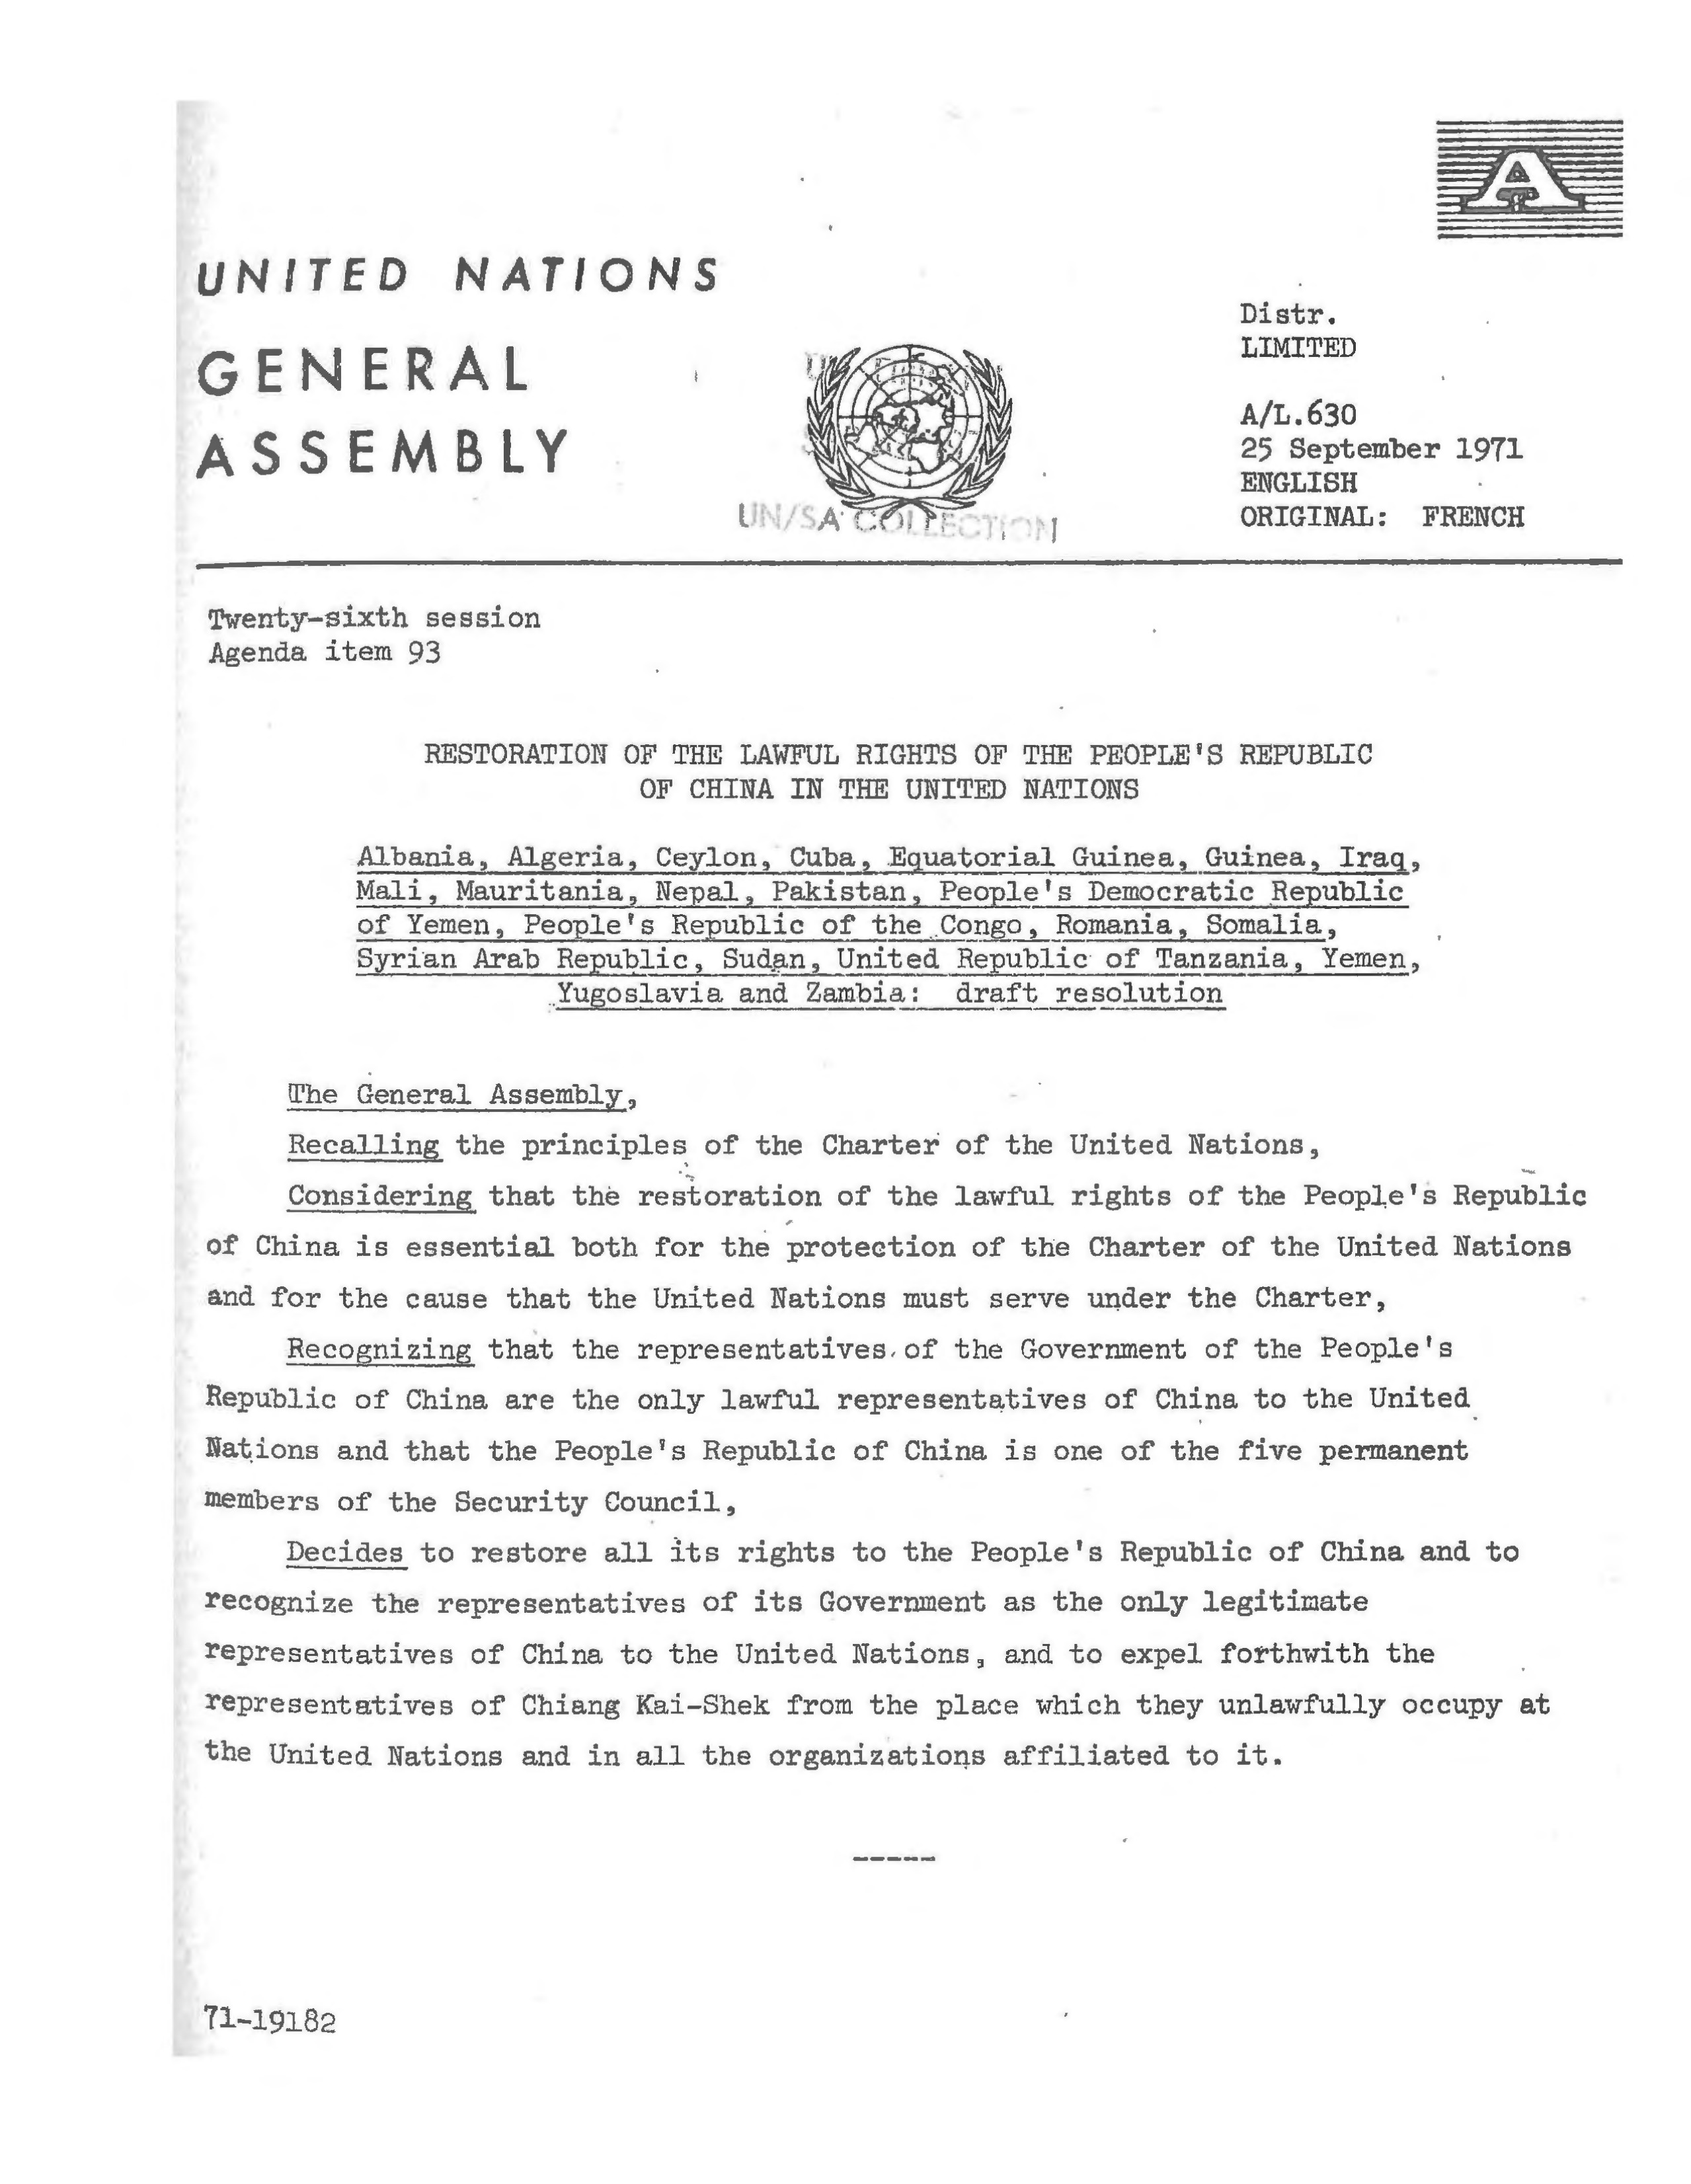 A
UNITED NATIONS
GENERAL
ASSEMBLY
UN/SA COLLECTION
Distr.
LIMITED
A/L.630
25 September 1971
ENGLISH
ORIGINAL: FRENCH
Twenty-sixth session
Agenda item 93
RESTORATION OF THE LAWFUL RIGHTS OF THE PEOPLE'S REPUBLIC
OF CHINA IN THE UNITED NATIONS
Albania, Algeria, Ceylon, Cuba, Equatorial Guinea, Guinea, Iraq,
Mali, Mauritania, Nepal, Pakistan, People's Democratic Republic
of Yemen, People's Republic of the Congo, Romania, Somalia,
Syrian Arab Republic, Sudan, United Republic of Tanzania, Yemen,
Yugoslavia and Zambia: draft resolution
The General Assembly,
Recalling the principles of the Charter of the United Nations,
Considering that the restoration of the lawful rights of the People's Republic
of China is essential both for the protection of the Charter of the United Nations
and for the cause that the United Nations must serve under the Charter,
Recognizing that the representatives of the Government of the People's
Republic of China are the only lawful representatives of China to the United
Nations and that the People's Republic of China is one of the five permanent
members of the Security Council,
Decides to restore all its rights to the People's Republic of China and to
recognize the representatives of its Government as the only legitimate
representatives of China to the United Nations, and to expel forthwith the
representatives of Chiang Kai-Shek from the place which they unlawfully occupy at
the United Nations and in all the organizations affiliated to it.
-----
71-19182